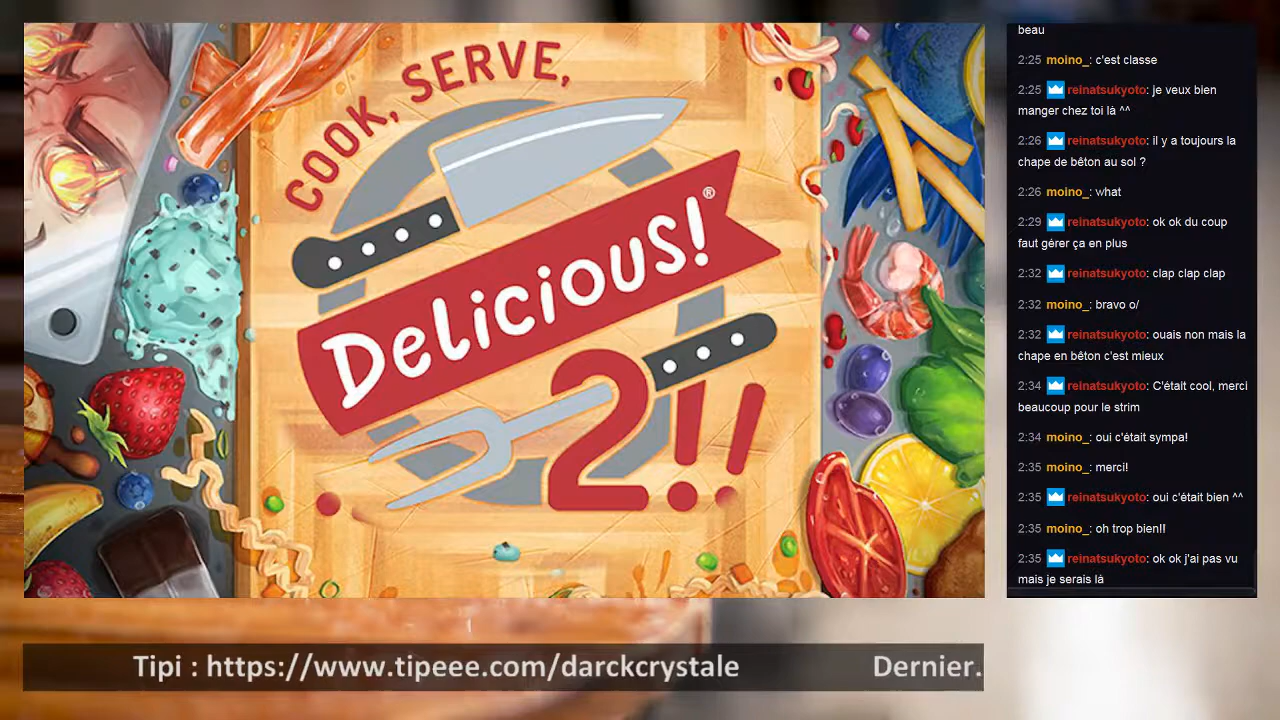 COOK, SERVE,
DeLiciouS!®
2!!
beau
2:25 moino_: c'est classe
2:25 reinatsukyoto: je veux bien
manger chez toi là ^^
2:26 reinatsukyoto: il y a toujours la
chape de bêton au sol ?
2:26 moino_: what
2:29 reinatsukyoto: ok ok du coup
faut gérer ça en plus
2:32 reinatsukyoto: clap clap clap
2:32 moino_: bravo o/
2:32 reinatsukyoto: ouais non mais la
chape en bêton c'est mieux
2:34 reinatsukyoto: C'était cool, merci
beaucoup pour le strim
2:34 moino_: oui c'était sympa!
2:35 moino_: merci!
2:35 reinatsukyoto: oui c'était bien ^^
2:35 moino_: oh trop bien!!
2:35 reinatsukyoto: ok ok j'ai pas vu
mais je serais là
Tipi : https://www.tipeee.com/darckcrystale Dernier.